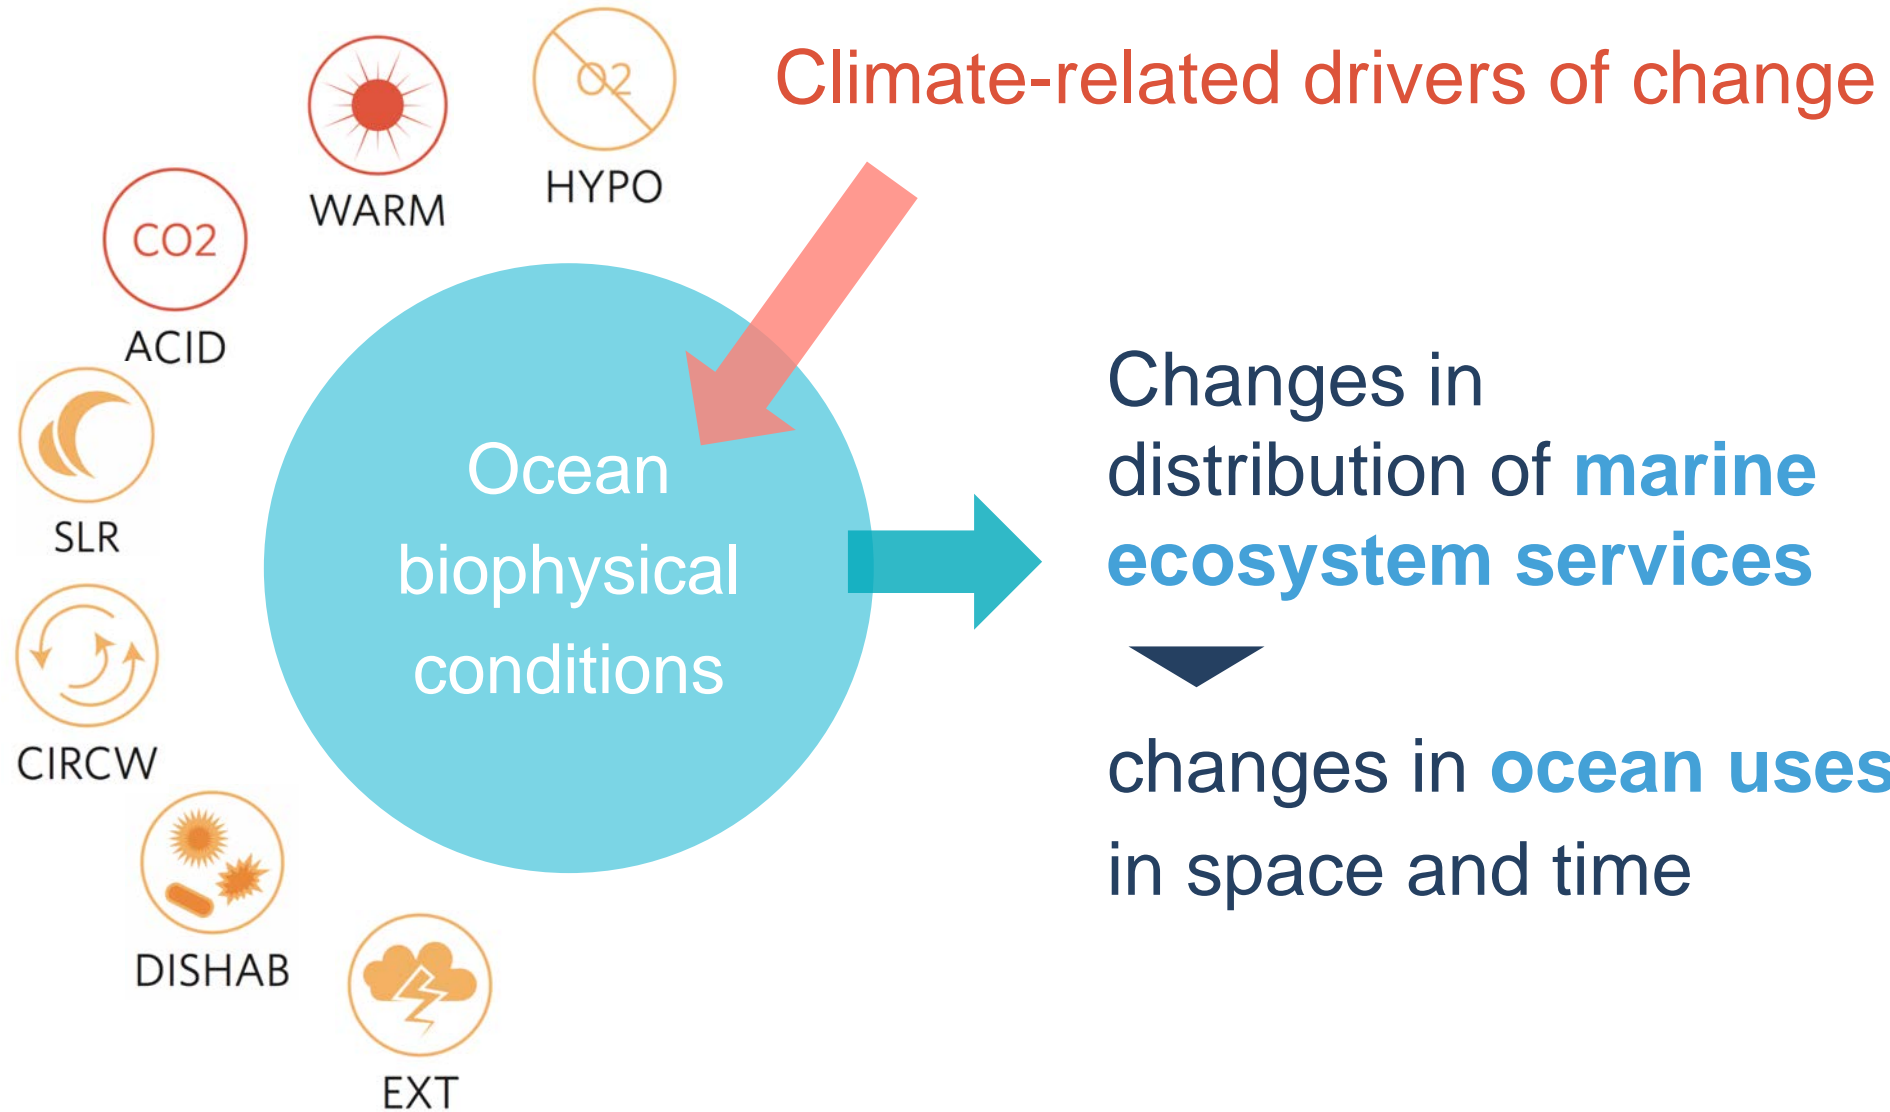 Climate-related drivers of change
O2
HYPO
WARM
CO2
ACID
SLR
CIRCW
DISHAB
EXT
Ocean
biophysical
conditions
Changes in
distribution of marine
ecosystem services
changes in ocean uses
in space and time